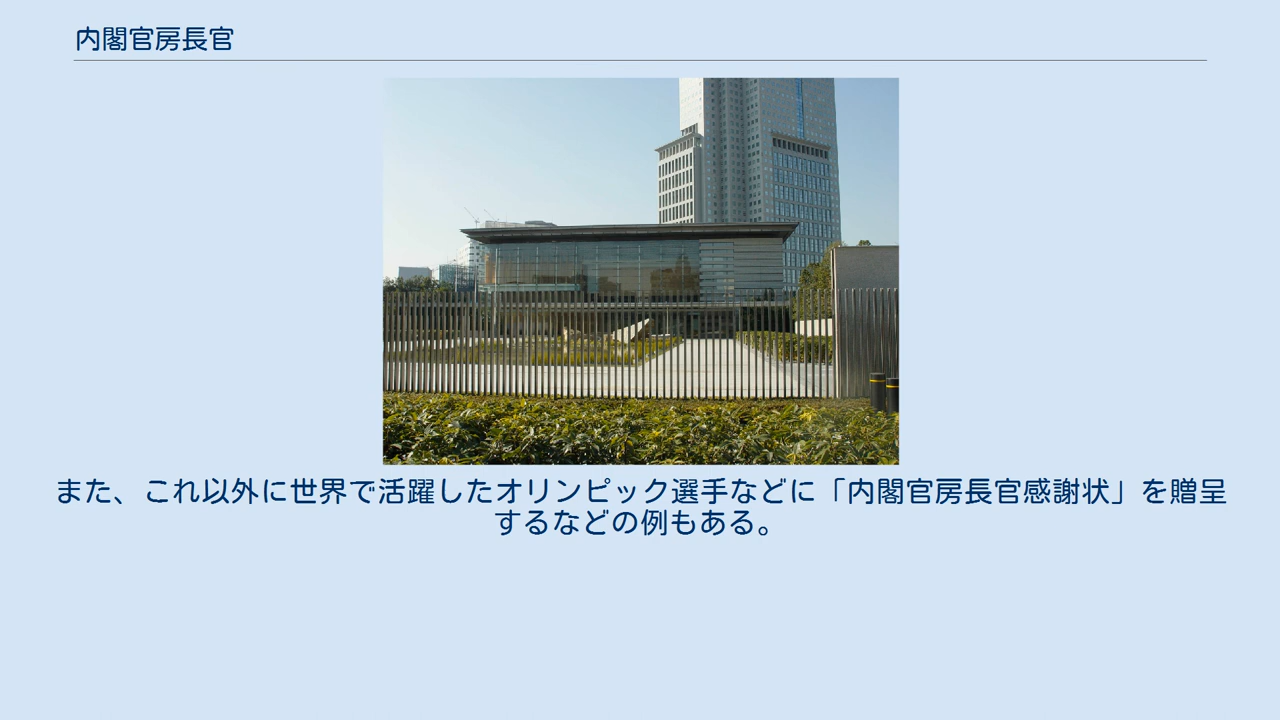 内閣官房長官
また、これ以外に世界で活躍したオリンピック選手などに「内閣官房長官感謝状」を贈呈
するなどの例もある。